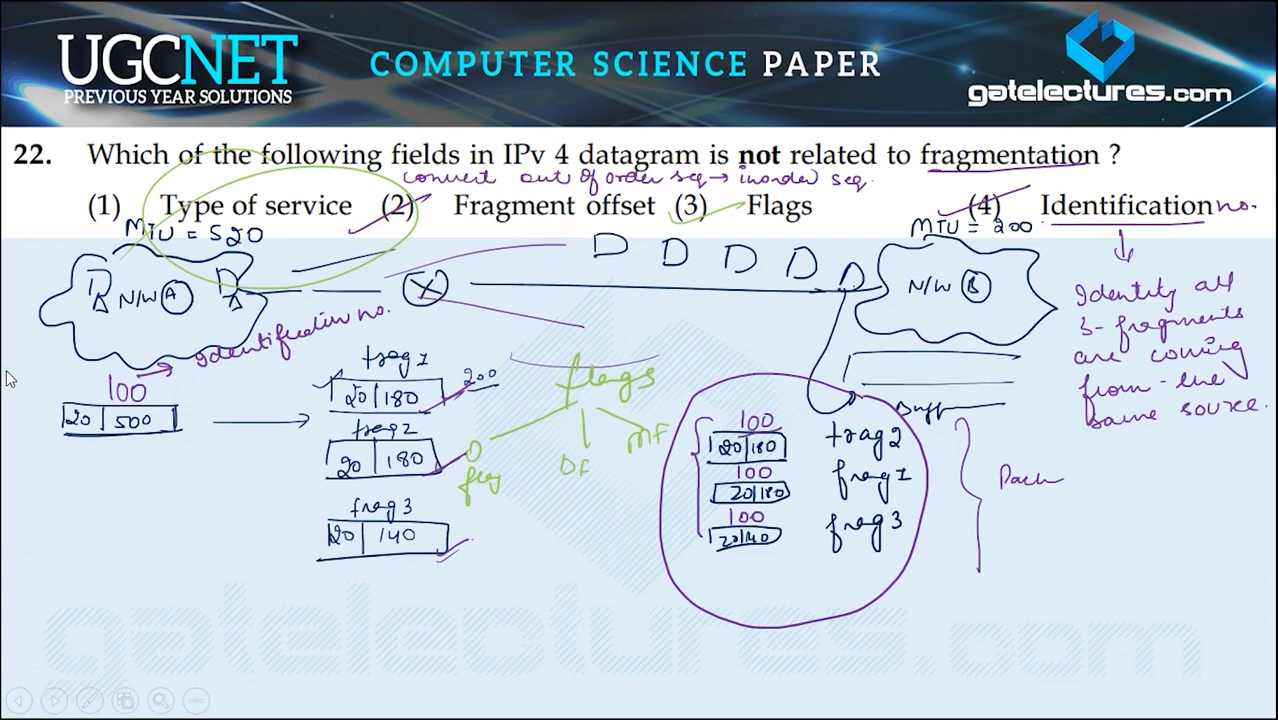 UGCNET
PREVIOUS YEAR SOLUTIONS
COMPUTER SCIENCE PAPER
gatelectures.com
22. Which of the following fields in IPv 4 datagram is not related to fragmentation ?
convert out of order seq → inorder seq.
(1) Type of service (2) Fragment offset (3) Flags (4) Identification no.
MTU = 520
MTU = 200
D D D D D
N/W A
N/W B
Identification no.
100
20 500
frag 1
20 180
200
frag 2
20 180
frag 3
20 140
flags
0
flag
DF
MF
Buff
100
20 180 frag 2
100
20 180 frag 1
100
20 140 frag 3
Identity all
3-fragments
are coming
from the
same source.
gatelectures.com